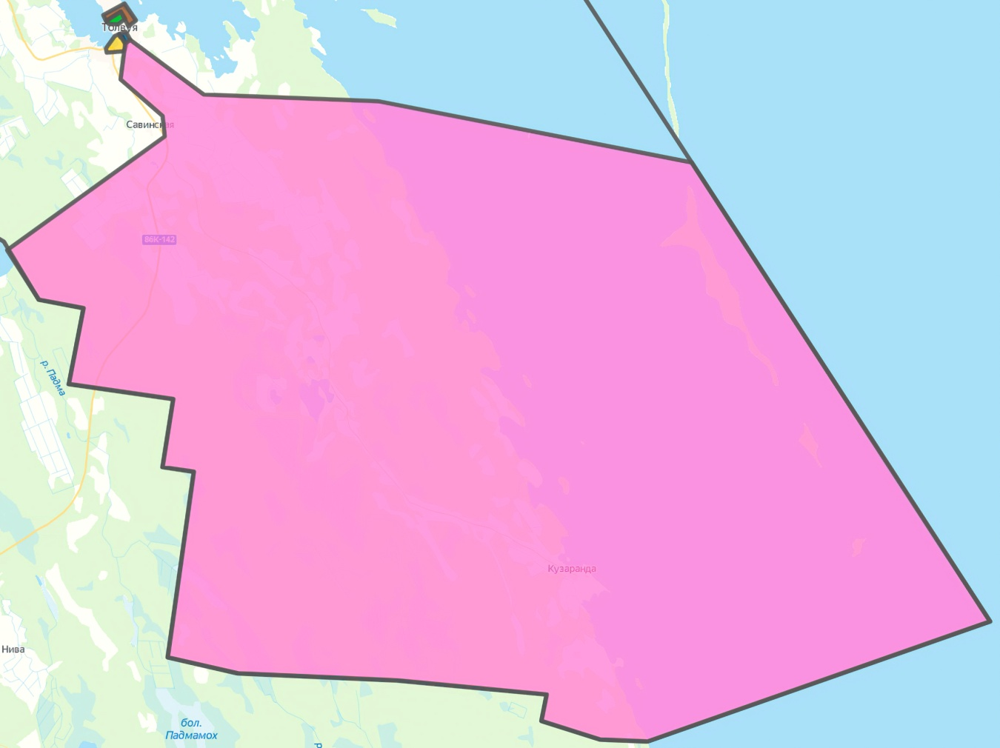 Толвуя
Савинская
86К-142
р. Падма
Кузаранда
Нива
бол.
Падмамох
р